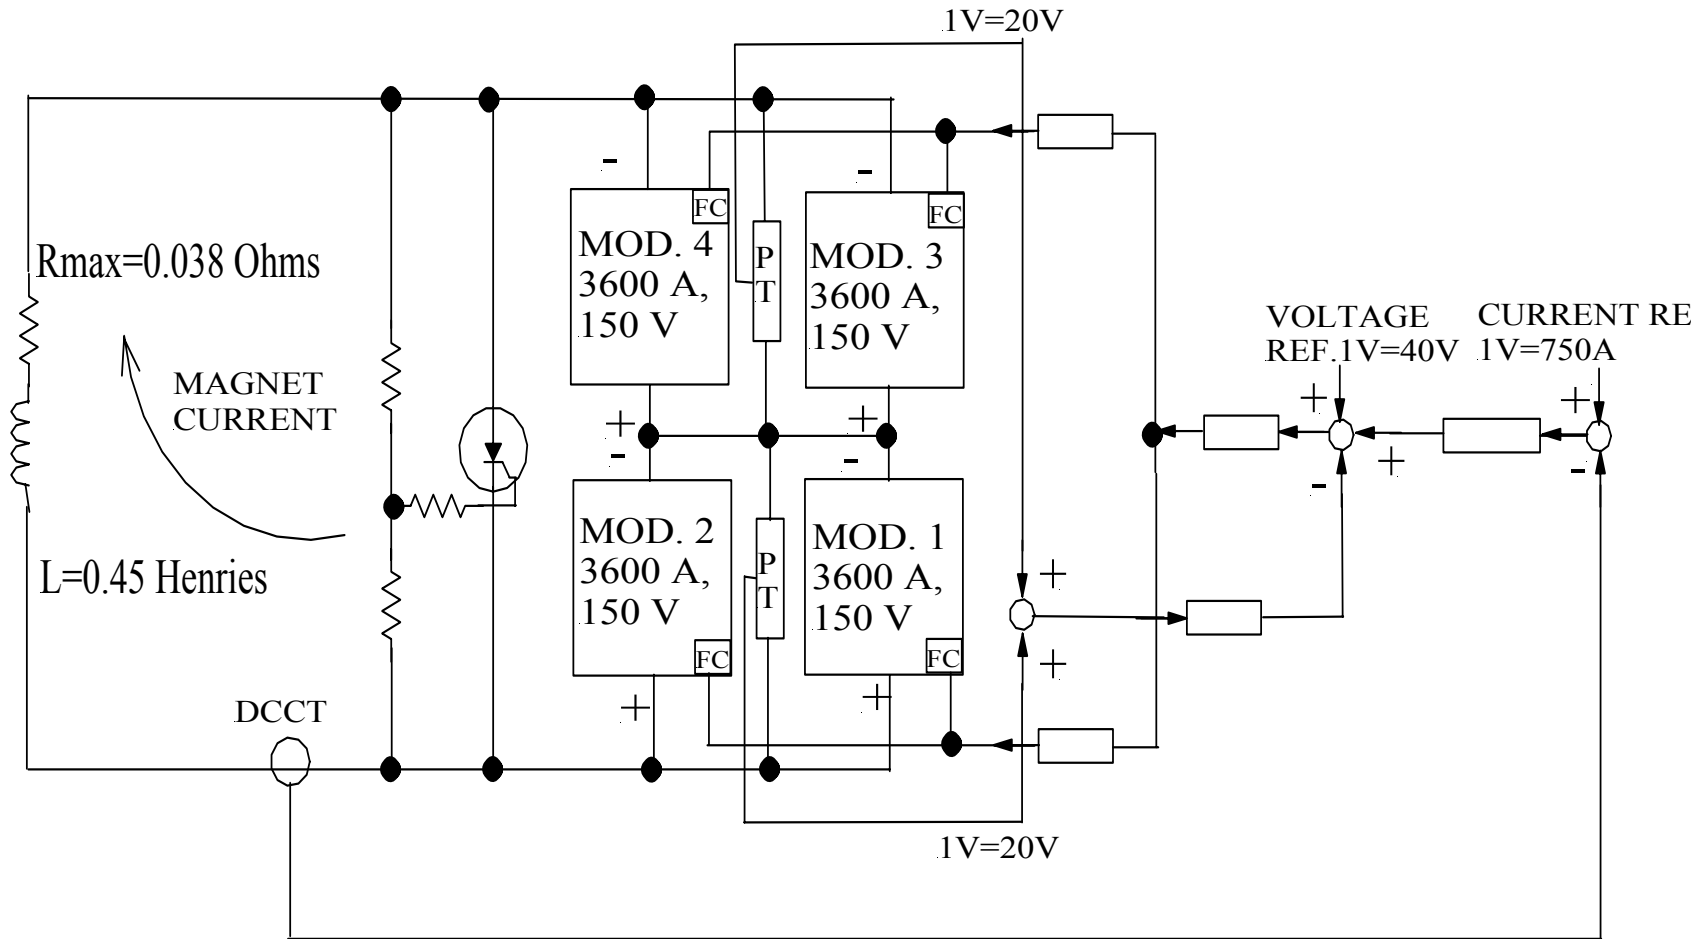 1V=20V
FC
FC
MOD. 4
3600 A,
150 V
P
T
MOD. 3
3600 A,
150 V
Rmax=0.038 Ohms
VOLTAGE
REF.1V=40V
CURRENT RE
1V=750A
MAGNET
CURRENT
MOD. 2
3600 A,
150 V
P
T
MOD. 1
3600 A,
150 V
L=0.45 Henries
FC
FC
DCCT
1V=20V
-
-
+
+
-
-
+
+
+
+
+
+
-
+
-